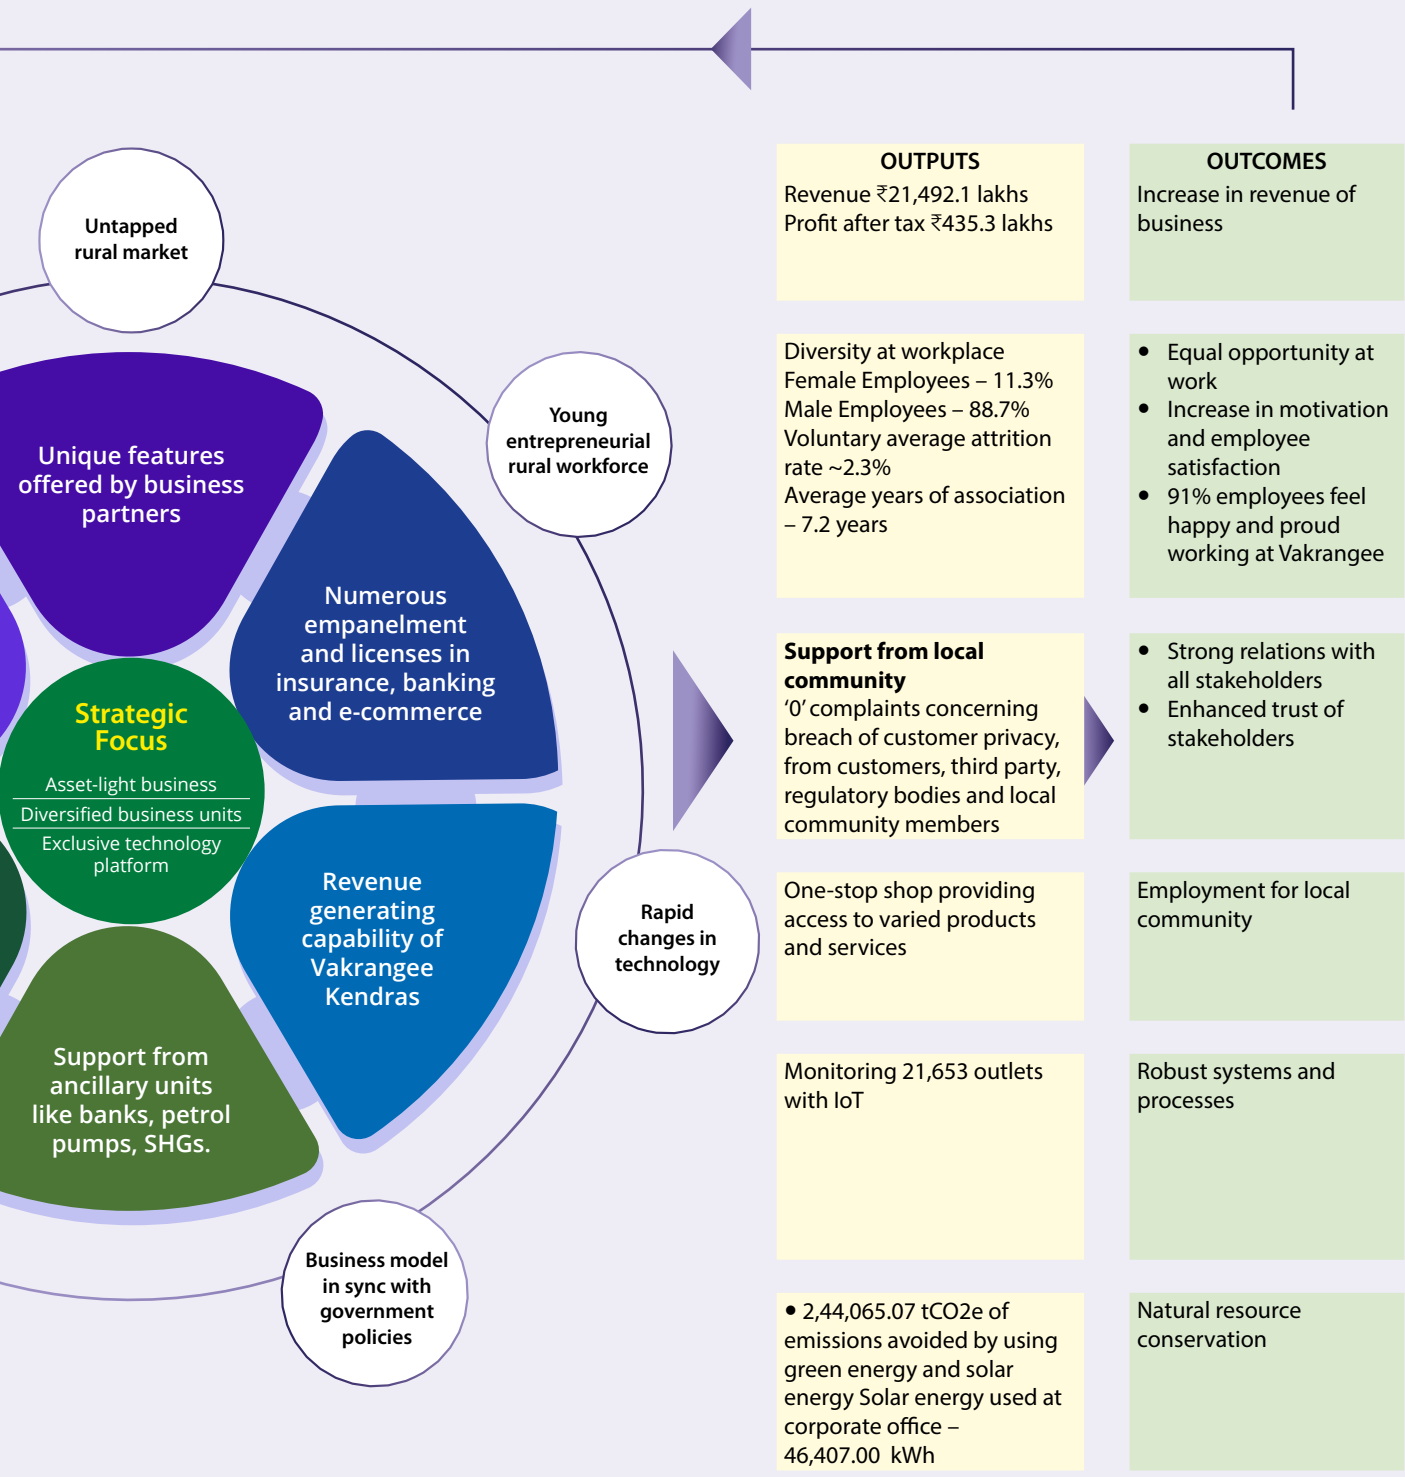 Untapped
rural market
Young
entrepreneurial
rural workforce
Rapid
changes in
technology
Business model
in sync with
government
policies
Unique features
offered by business
partners
Numerous
empanelment
and licenses in
insurance, banking
and e-commerce
Revenue
generating
capability of
Vakrangee
Kendras
Support from
ancillary units
like banks, petrol
pumps, SHGs.
Strategic
Focus
Asset-light business
Diversified business units
Exclusive technology
platform
OUTPUTS
Revenue ₹21,492.1 lakhs
Profit after tax ₹435.3 lakhs
OUTCOMES
Increase in revenue of
business
Diversity at workplace
Female Employees – 11.3%
Male Employees – 88.7%
Voluntary average attrition
rate ~2.3%
Average years of association
– 7.2 years
• Equal opportunity at
work
• Increase in motivation
and employee
satisfaction
• 91% employees feel
happy and proud
working at Vakrangee
Support from local
community
‘0’ complaints concerning
breach of customer privacy,
from customers, third party,
regulatory bodies and local
community members
• Strong relations with
all stakeholders
• Enhanced trust of
stakeholders
One-stop shop providing
access to varied products
and services
Employment for local
community
Monitoring 21,653 outlets
with IoT
Robust systems and
processes
• 2,44,065.07 tCO2e of
emissions avoided by using
green energy and solar
energy Solar energy used at
corporate office –
46,407.00 kWh
Natural resource
conservation